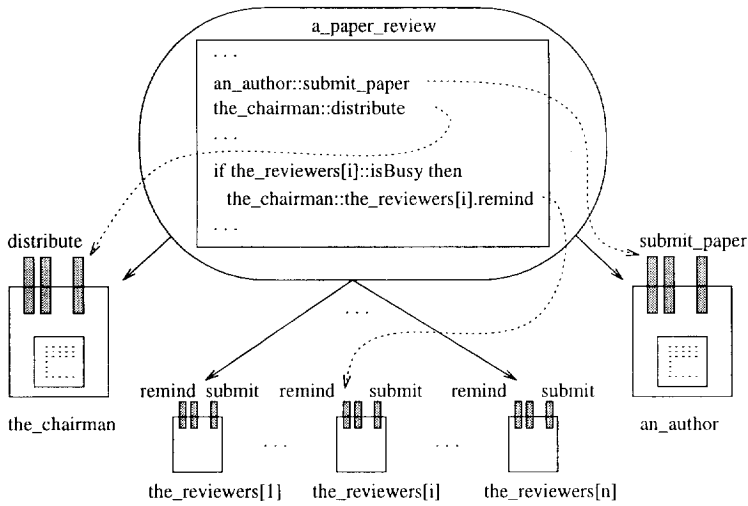 a_paper_review
. . .
an_author::submit_paper
the_chairman::distribute
. . .
if the_reviewers[i]::isBusy then
the_chairman::the_reviewers[i].remind
. . .
distribute
submit_paper
. . .
remind submit remind submit remind submit
the_chairman
an_author
. . . . . .
the_reviewers[1} the_reviewers[i] the_reviewers[n]